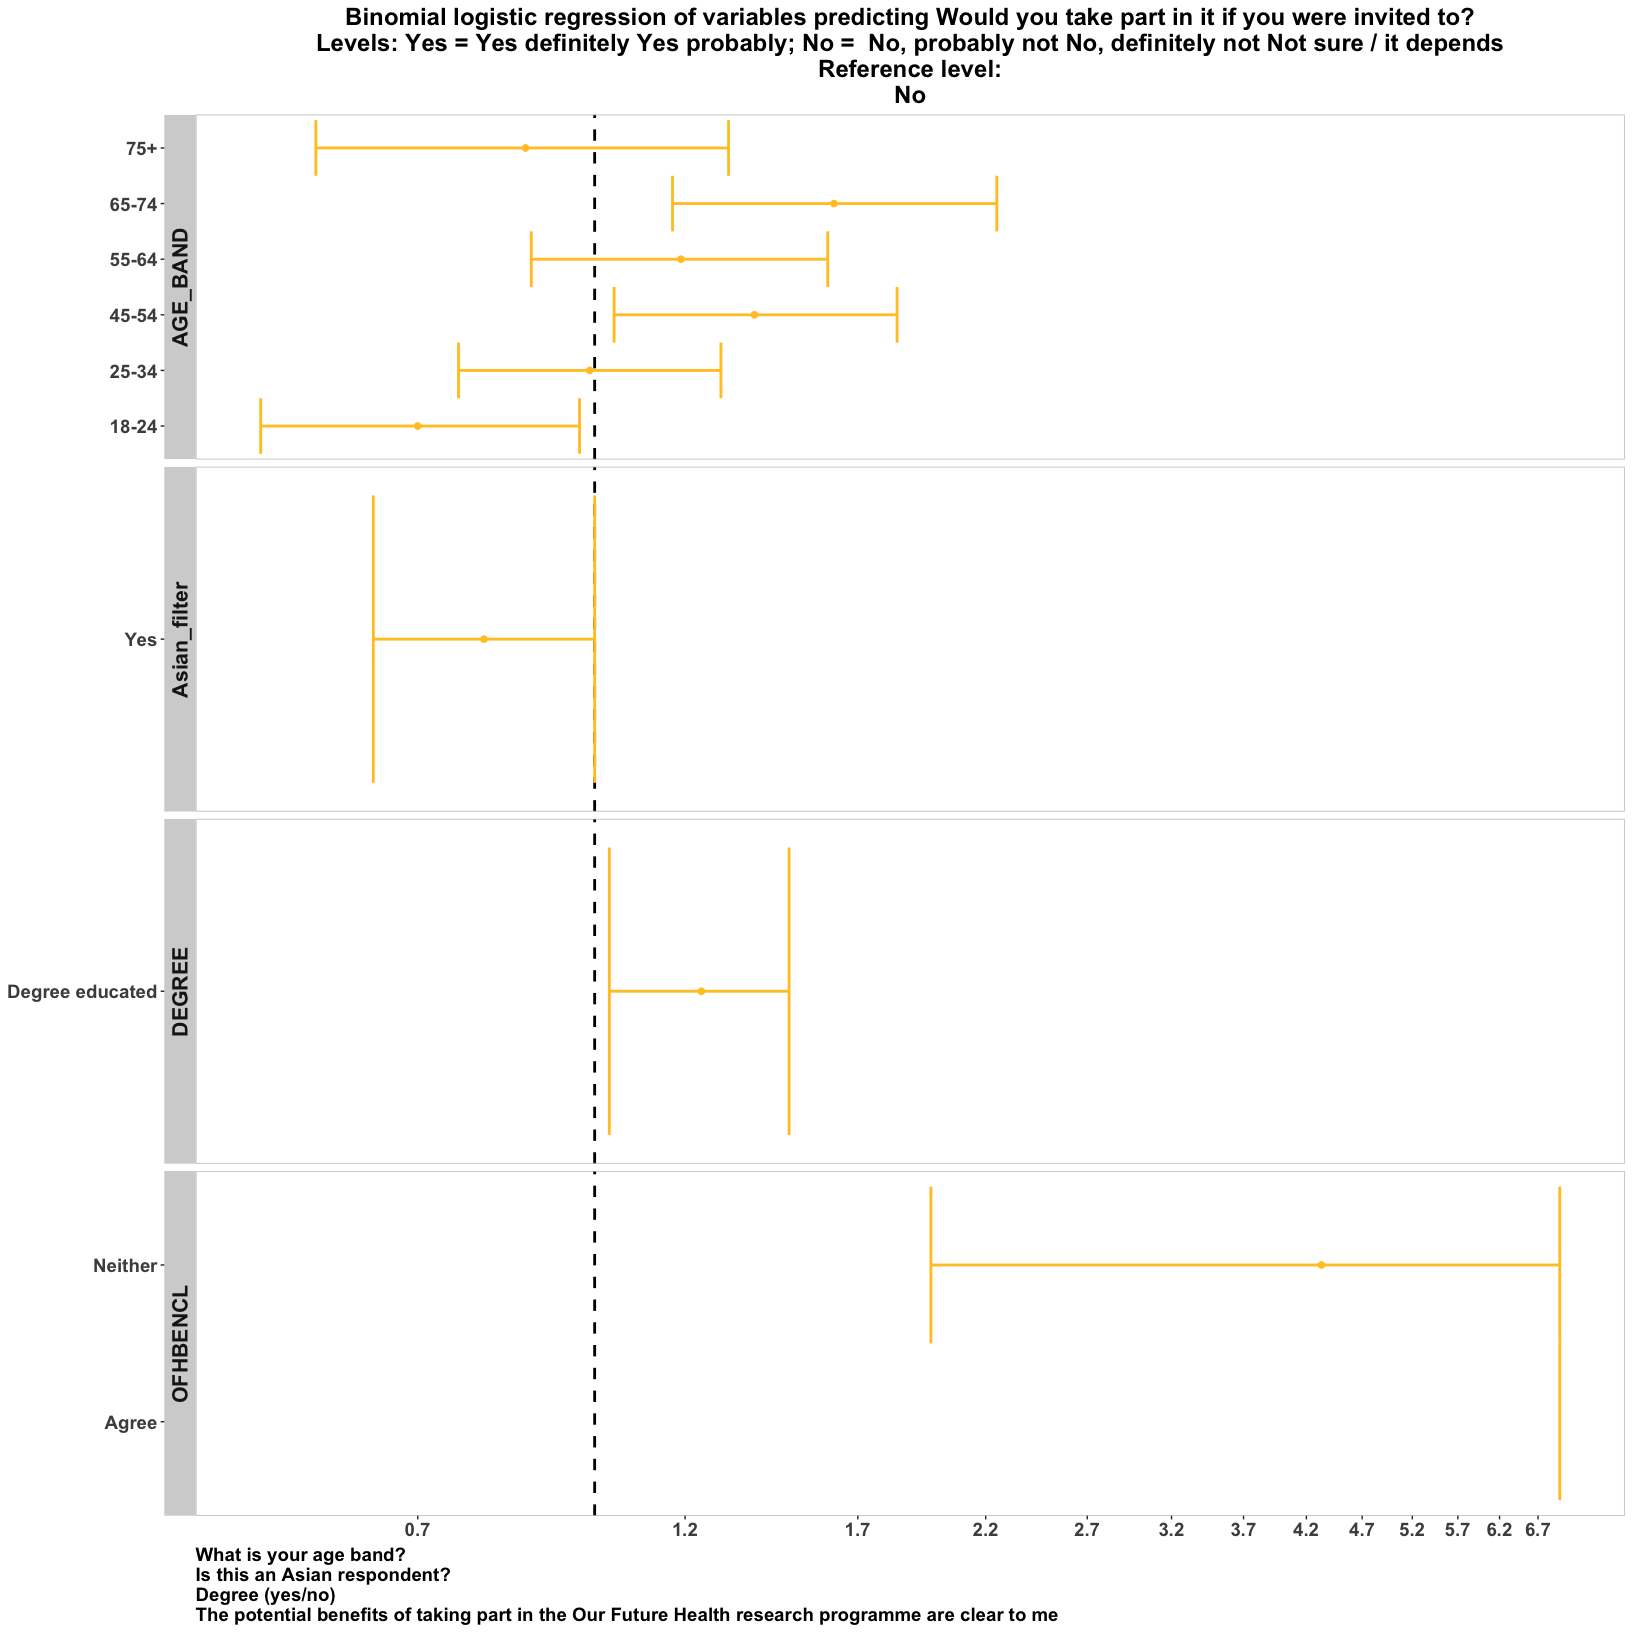 Binomial logistic regression of variables predicting Would you take part in it if you were invited to?
Levels: Yes = Yes definitely Yes probably; No =  No, probably not No, definitely not Not sure / it depends
Reference level:
No
AGE_BAND
75+
65-74
55-64
45-54
25-34
18-24
Asian_filter
Yes
DEGREE
Degree educated
OFHBENCL
Neither
Agree
0.7 1.2 1.7 2.2 2.7 3.2 3.7 4.2 4.7 5.2 5.7 6.2 6.7
What is your age band?
Is this an Asian respondent?
Degree (yes/no)
The potential benefits of taking part in the Our Future Health research programme are clear to me